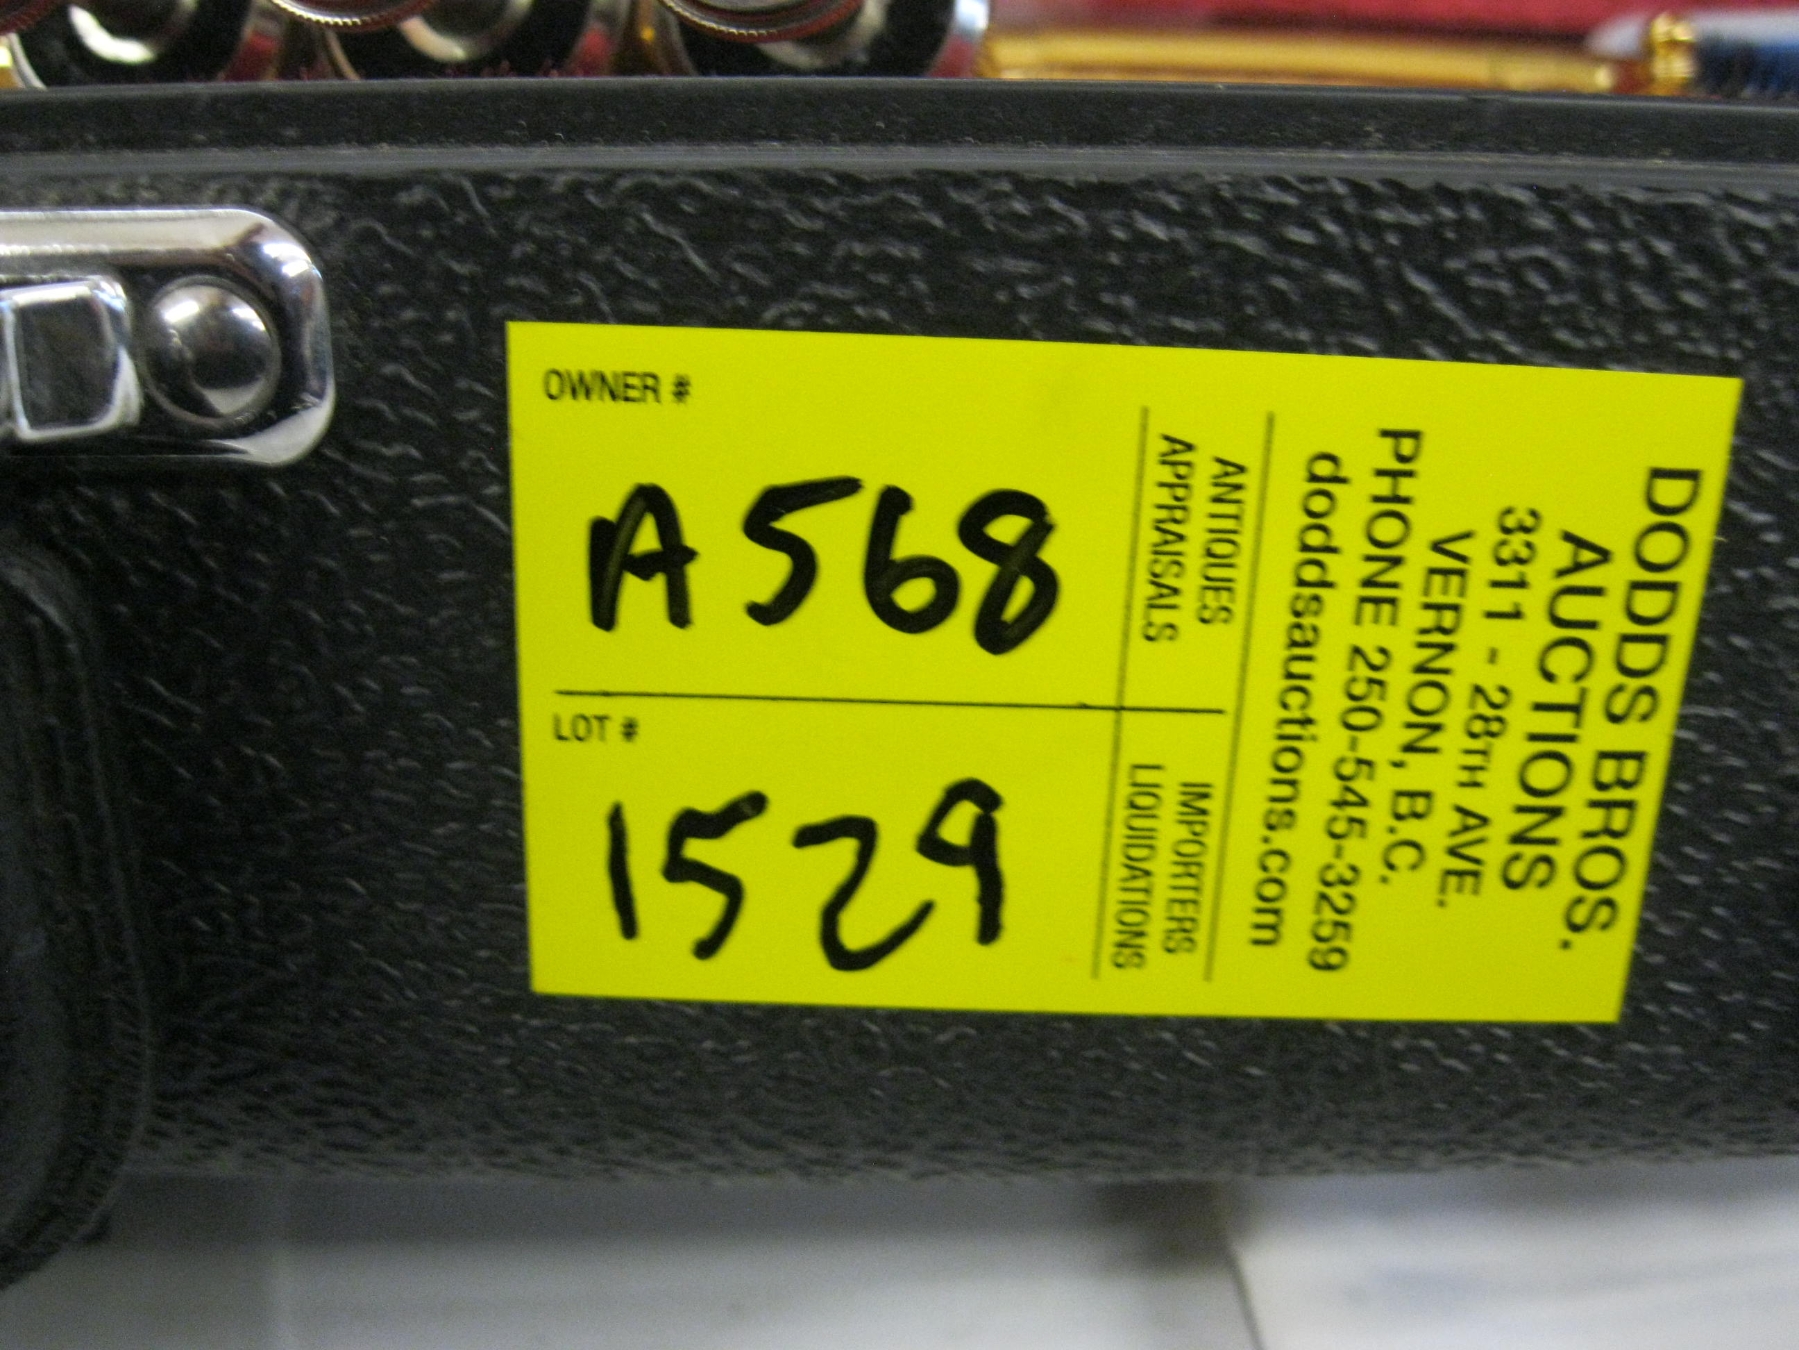 OWNER #
A568
LOT #
1529
ANTIQUES
APPRAISALS
IMPORTERS
LIQUIDATIONS
DODDS BROS.
AUCTIONS
3311 - 28TH AVE.
VERNON, B.C.
PHONE 250-545-3259
doddsauctions.com